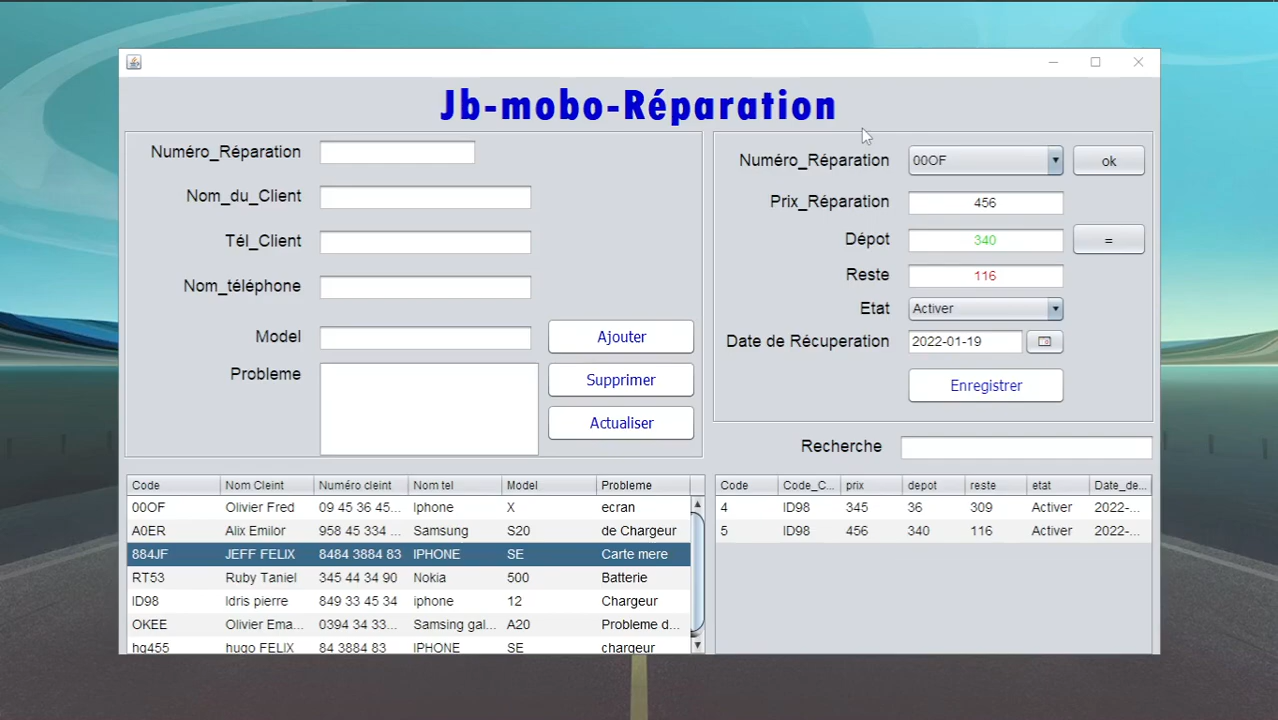 Jb-mobo-Réparation
Numéro_Réparation
Nom_du_Client
Tél_Client
Nom_téléphone
Model
Probleme
Ajouter
Supprimer
Actualiser
Numéro_Réparation 00OF ok
Prix_Réparation 456
Dépot 340 =
Reste 116
Etat Activer
Date de Récuperation 2022-01-19
Enregistrer
Recherche
Code Nom Cleint Numéro cleint Nom tel Model Probleme
00OF Olivier Fred 09 45 36 45... Iphone X ecran
A0ER Alix Emilor 958 45 334 ... Samsung S20 de Chargeur
884JF JEFF FELIX 8484 3884 83 IPHONE SE Carte mere
RT53 Ruby Taniel 345 44 34 90 Nokia 500 Batterie
ID98 Idris pierre 849 33 45 34 iphone 12 Chargeur
OKEE Olivier Ema... 0394 34 33... Samsing gal... A20 Probleme d...
hg455 hugo FELIX 84 3884 83 IPHONE SE chargeur
Code Code_C... prix depot reste etat Date_de...
4 ID98 345 36 309 Activer 2022-...
5 ID98 456 340 116 Activer 2022-...